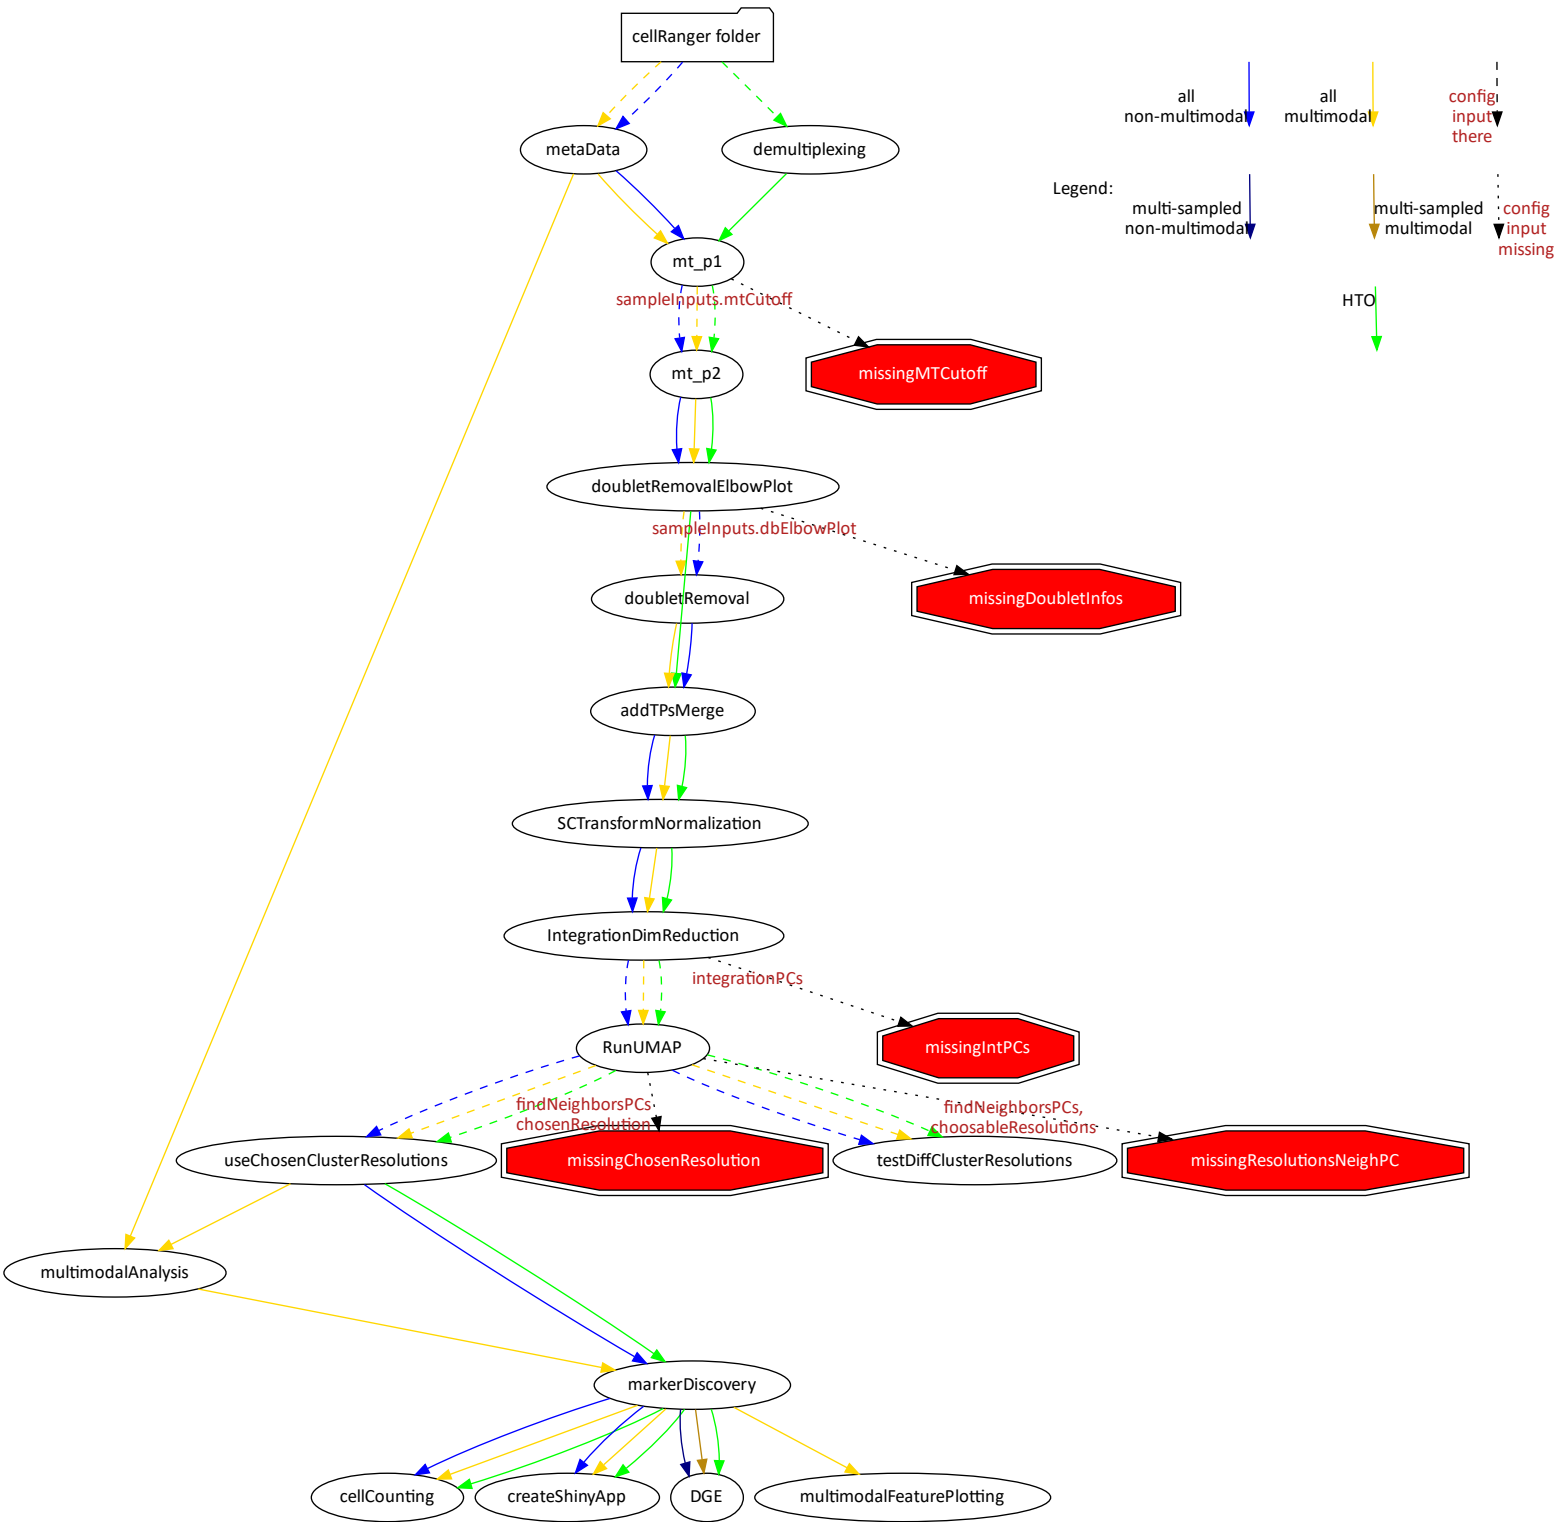 cellRanger folder
all
non-multimodal
all
multimodal
config
input
there
metaData
demultiplexing
Legend:
multi-sampled
non-multimodal
multi-sampled
multimodal
config
input
missing
mt_p1
sampleInputs.mtCutoff
HTO
mt_p2
missingMTCutoff
doubletRemovalElbowPlot
sampleInputs.dbElbowPlot
doubletRemoval
missingDoubletInfos
addTPsMerge
SCTransformNormalization
IntegrationDimReduction
integrationPCs
RunUMAP
missingIntPCs
findNeighborsPCs
chosenResolution
findNeighborsPCs,
choosableResolutions
useChosenClusterResolutions
missingChosenResolution
testDiffClusterResolutions
missingResolutionsNeighPC
multimodalAnalysis
markerDiscovery
cellCounting
createShinyApp
DGE
multimodalFeaturePlotting